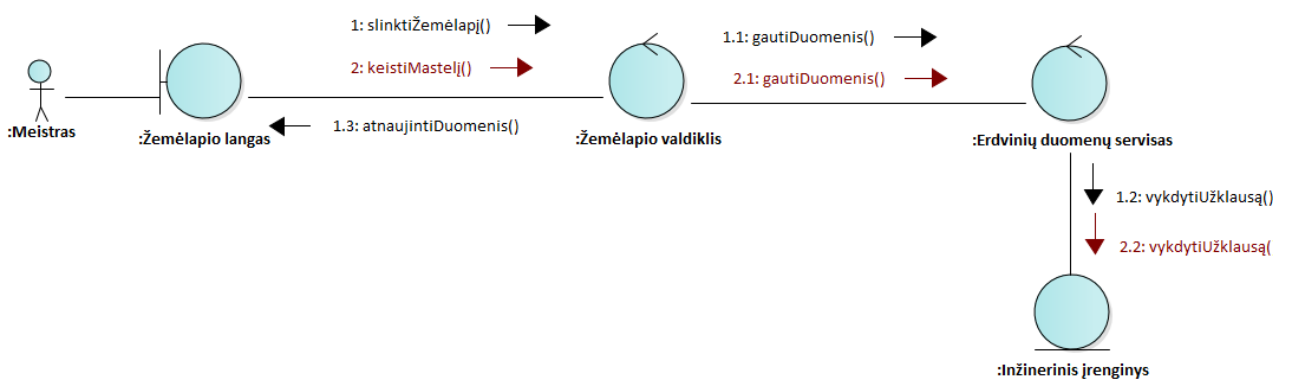 1: slinktiŽemėlapį()
2: keistiMastelį()
1.1: gautiDuomenis()
2.1: gautiDuomenis()
:Meistras
1.3: atnaujintiDuomenis()
:Žemėlapio langas
:Žemėlapio valdiklis
:Erdvinių duomenų servisas
1.2: vykdytiUžklausą()
2.2: vykdytiUžklausą(
:Inžinerinis įrenginys